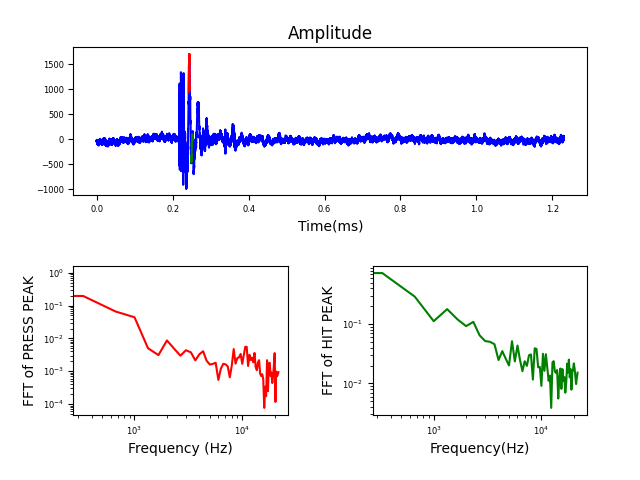 Amplitude
1500
1000
500
0
−500
−1000
0.0 0.2 0.4 0.6 0.8 1.0 1.2
Time(ms)
FFT of PRESS PEAK
10⁰
10⁻¹
10⁻²
10⁻³
10⁻⁴
10³ 10⁴
Frequency (Hz)
FFT of HIT PEAK
10⁻¹
10⁻²
10³ 10⁴
Frequency(Hz)